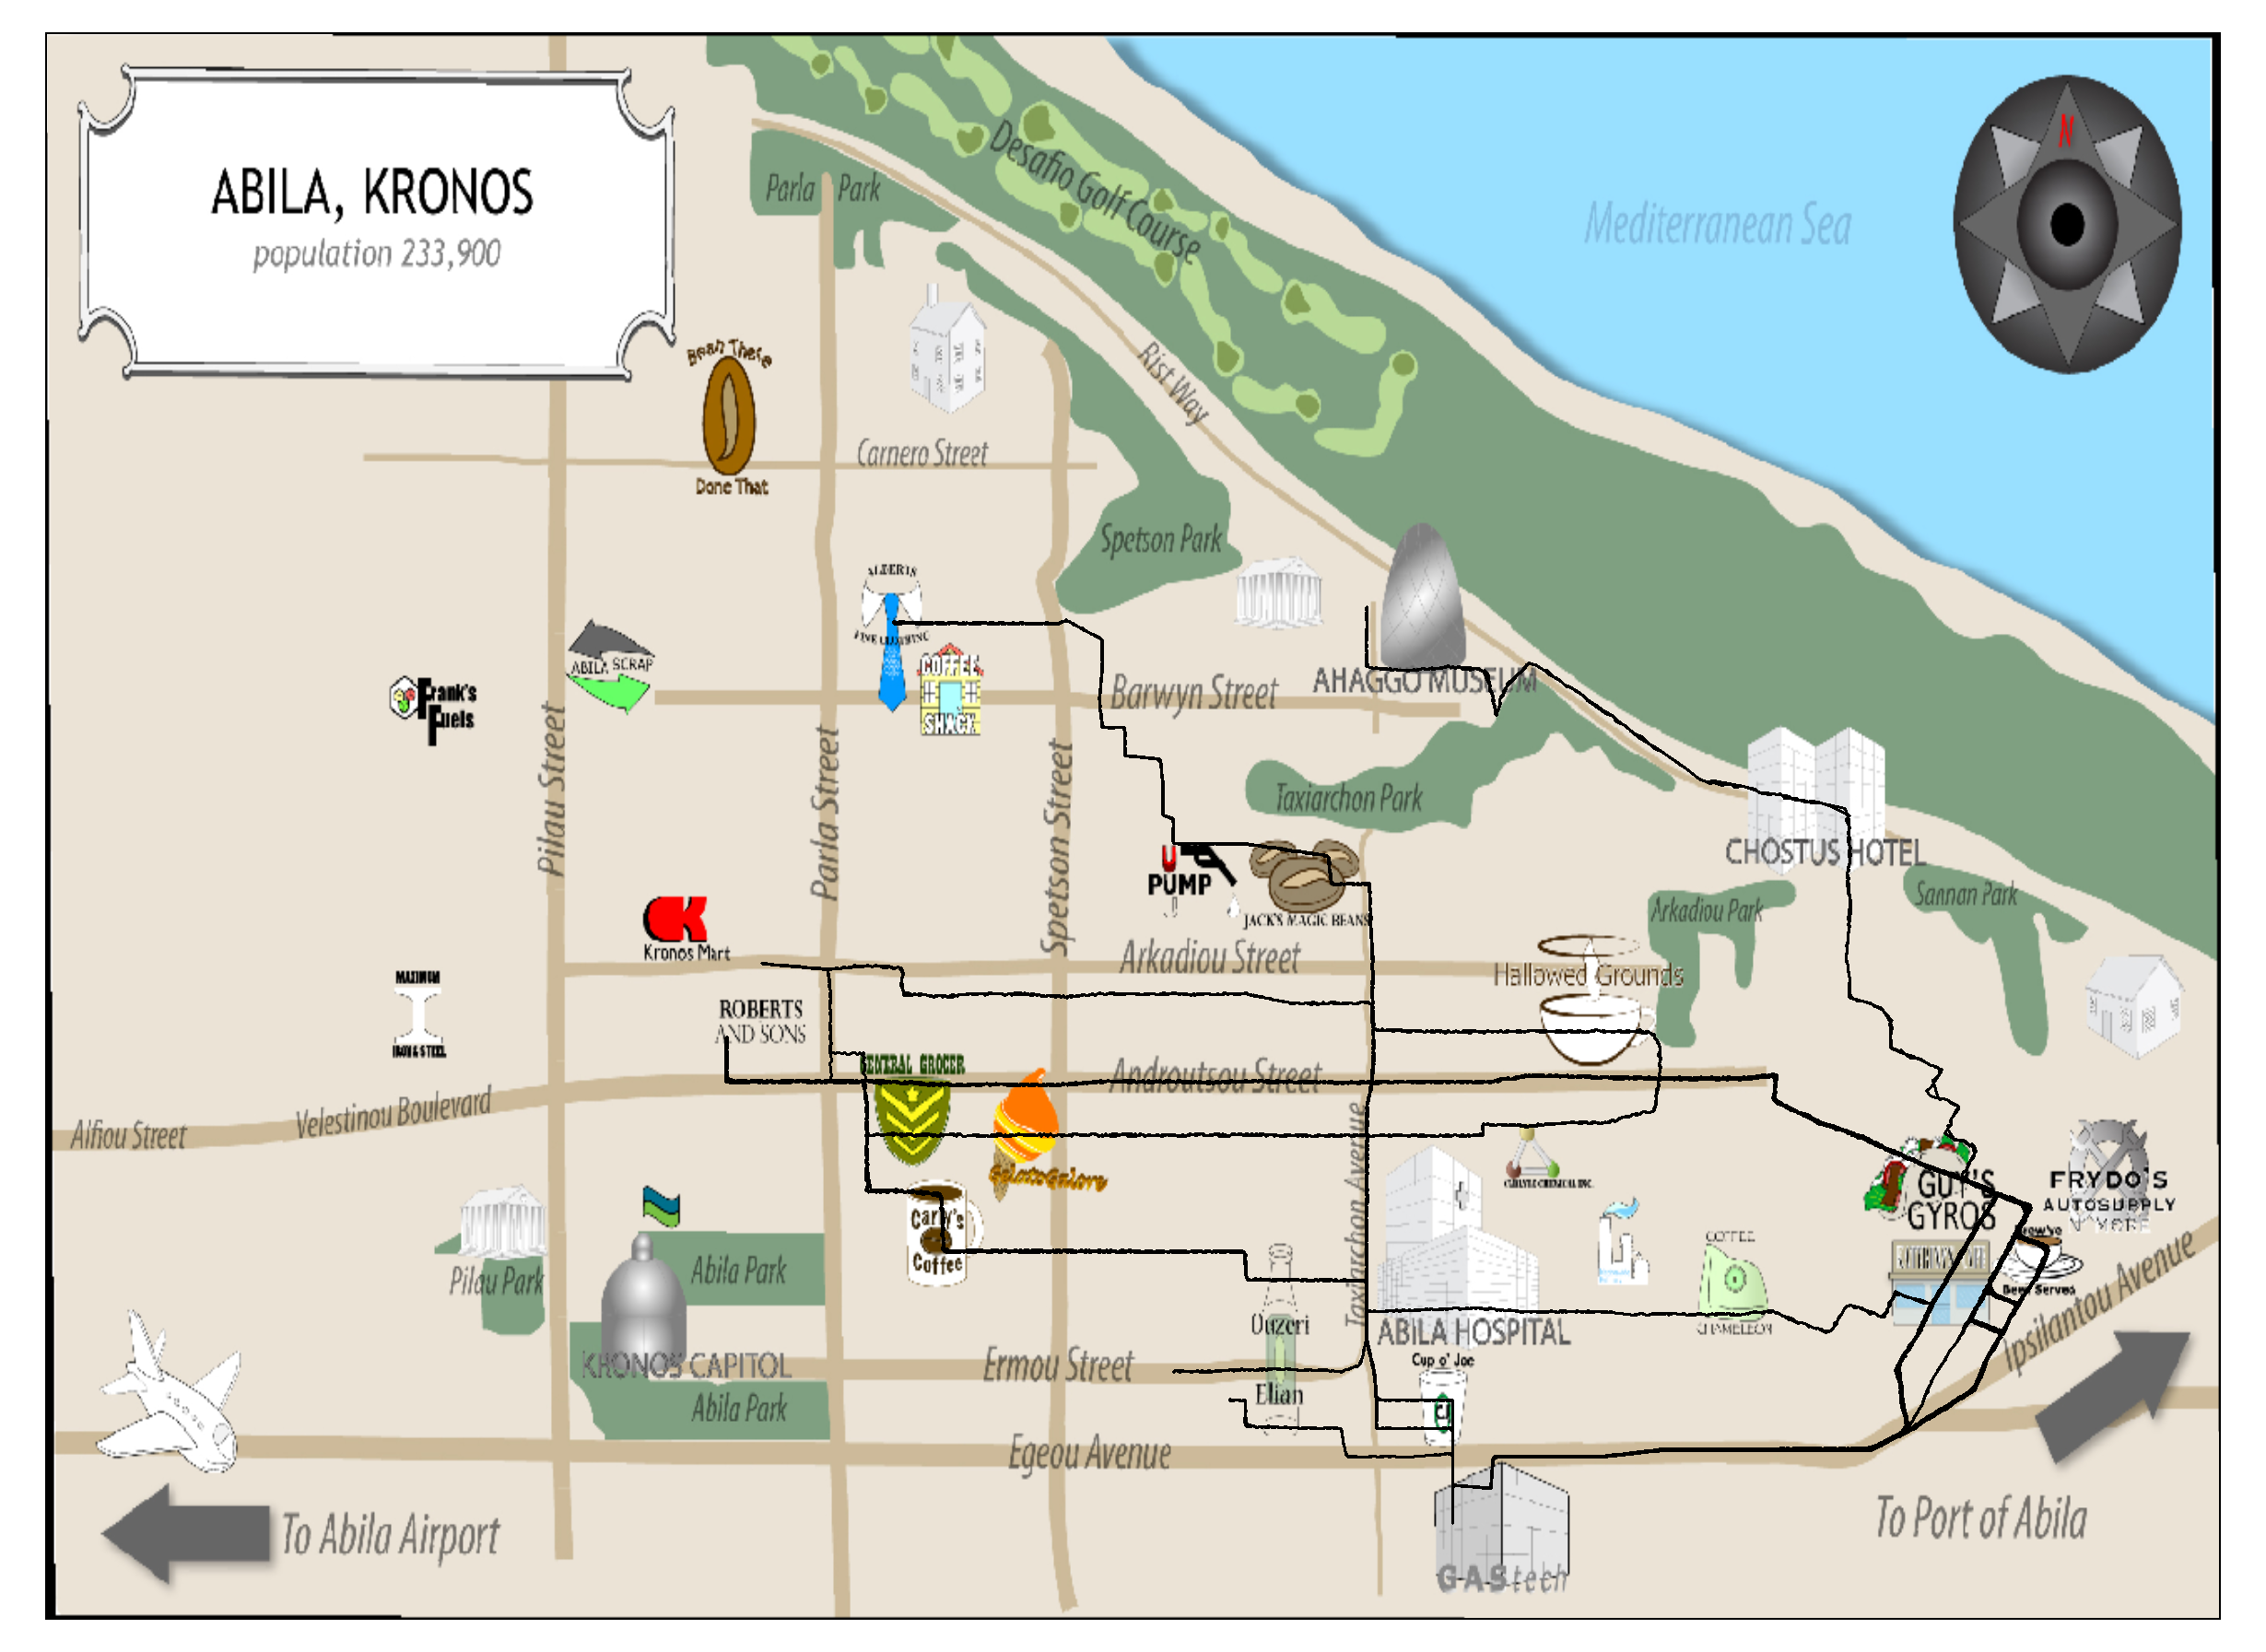 ABILA, KRONOS
population 233,900
N
Mediterranean Sea
Desafio Golf Course
Parla Park
Rist Way
Bean There
Done That
Carnero Street
Spetson Park
ALBERTS
FINE CLOTHING
ABILA SCRAP
Frank's
Fuels
COFFEE
SHACK
Barwyn Street
AHAGGO MUSEUM
Pilau Street
Parla Street
Spetson Street
Taxiarchon Park
CHOSTUS HOTEL
U
PUMP
JACK'S MAGIC BEANS
Arkadiou Park
Sannan Park
Kronos Mart
Arkadiou Street
Hallowed Grounds
MAXIMUM
IRON & STEEL
ROBERTS
AND SONS
GENERAL GROCER
Androutsou Street
Alfiou Street
Velestinou Boulevard
Taxiarchon Avenue
GelatoGalore
GUY'S
GYROS
FRYDO'S
AUTOSUPPLY
N' MORE
Carly's
Coffee
COFFEE
CHAMELEON
Brew've
Been Served
Pilau Park
Abila Park
Ouzeri
Elian
ABILA HOSPITAL
Ipsilantou Avenue
KRONOS CAPITOL
Ermou Street
Cup o' Joe
CJ
Abila Park
Egeou Avenue
To Abila Airport
To Port of Abila
GAStech